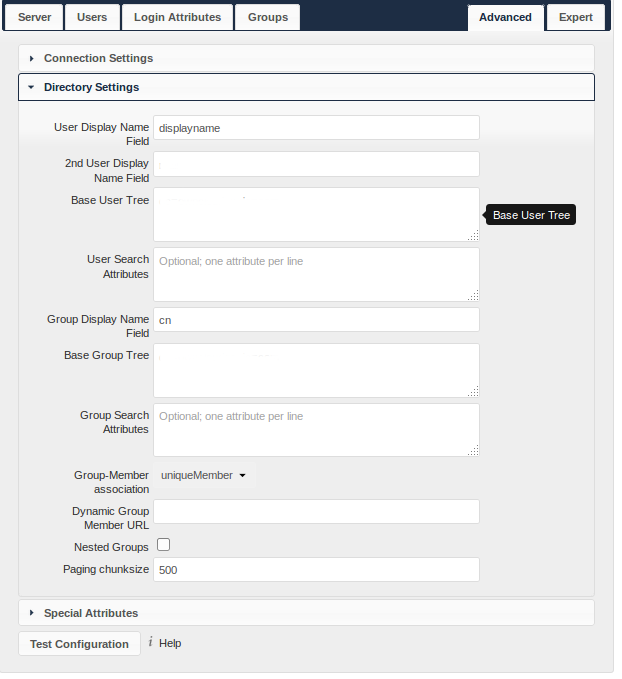 Server Users Login Attributes Groups Advanced Expert
Connection Settings
Directory Settings
User Display Name
Field
displayname
2nd User Display
Name Field
Base User Tree
Base User Tree
User Search
Attributes
Optional; one attribute per line
Group Display Name
Field
cn
Base Group Tree
Group Search
Attributes
Optional; one attribute per line
Group-Member
association
uniqueMember
Dynamic Group
Member URL
Nested Groups
Paging chunksize
500
Special Attributes
Test Configuration i Help